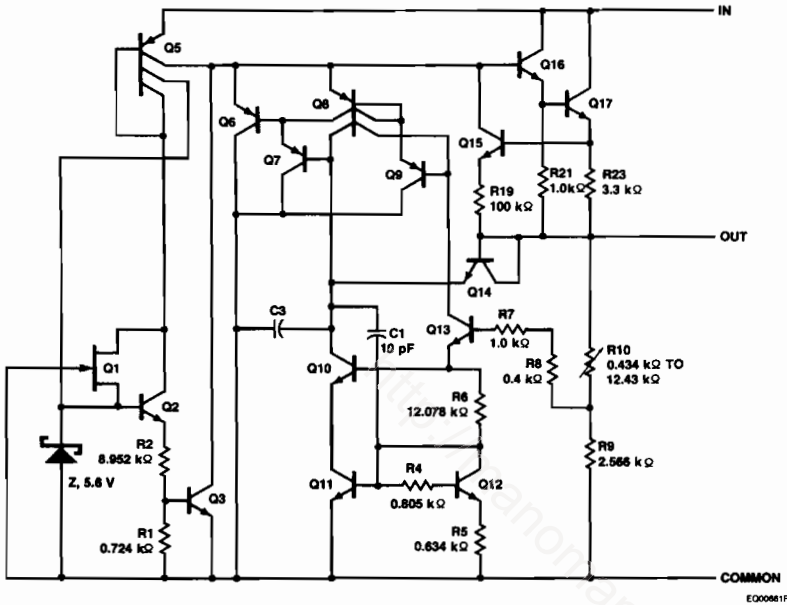 IN
Q5
Q16
Q17
Q8
Q6
Q15
Q7
Q9
R21
1.0kΩ
R23
3.3 kΩ
R19
100 kΩ
OUT
Q14
C3
C1
10 pF
Q13
R7
1.0 kΩ
R8
0.4 kΩ
R10
0.434 kΩ TO
12.43 kΩ
Q1
Q10
Q2
R6
12.078 kΩ
R2
8.952 kΩ
R9
2.566 kΩ
Z, 5.6 V
Q3
Q11
R4
0.805 kΩ
Q12
R1
0.724 kΩ
R5
0.634 kΩ
COMMON